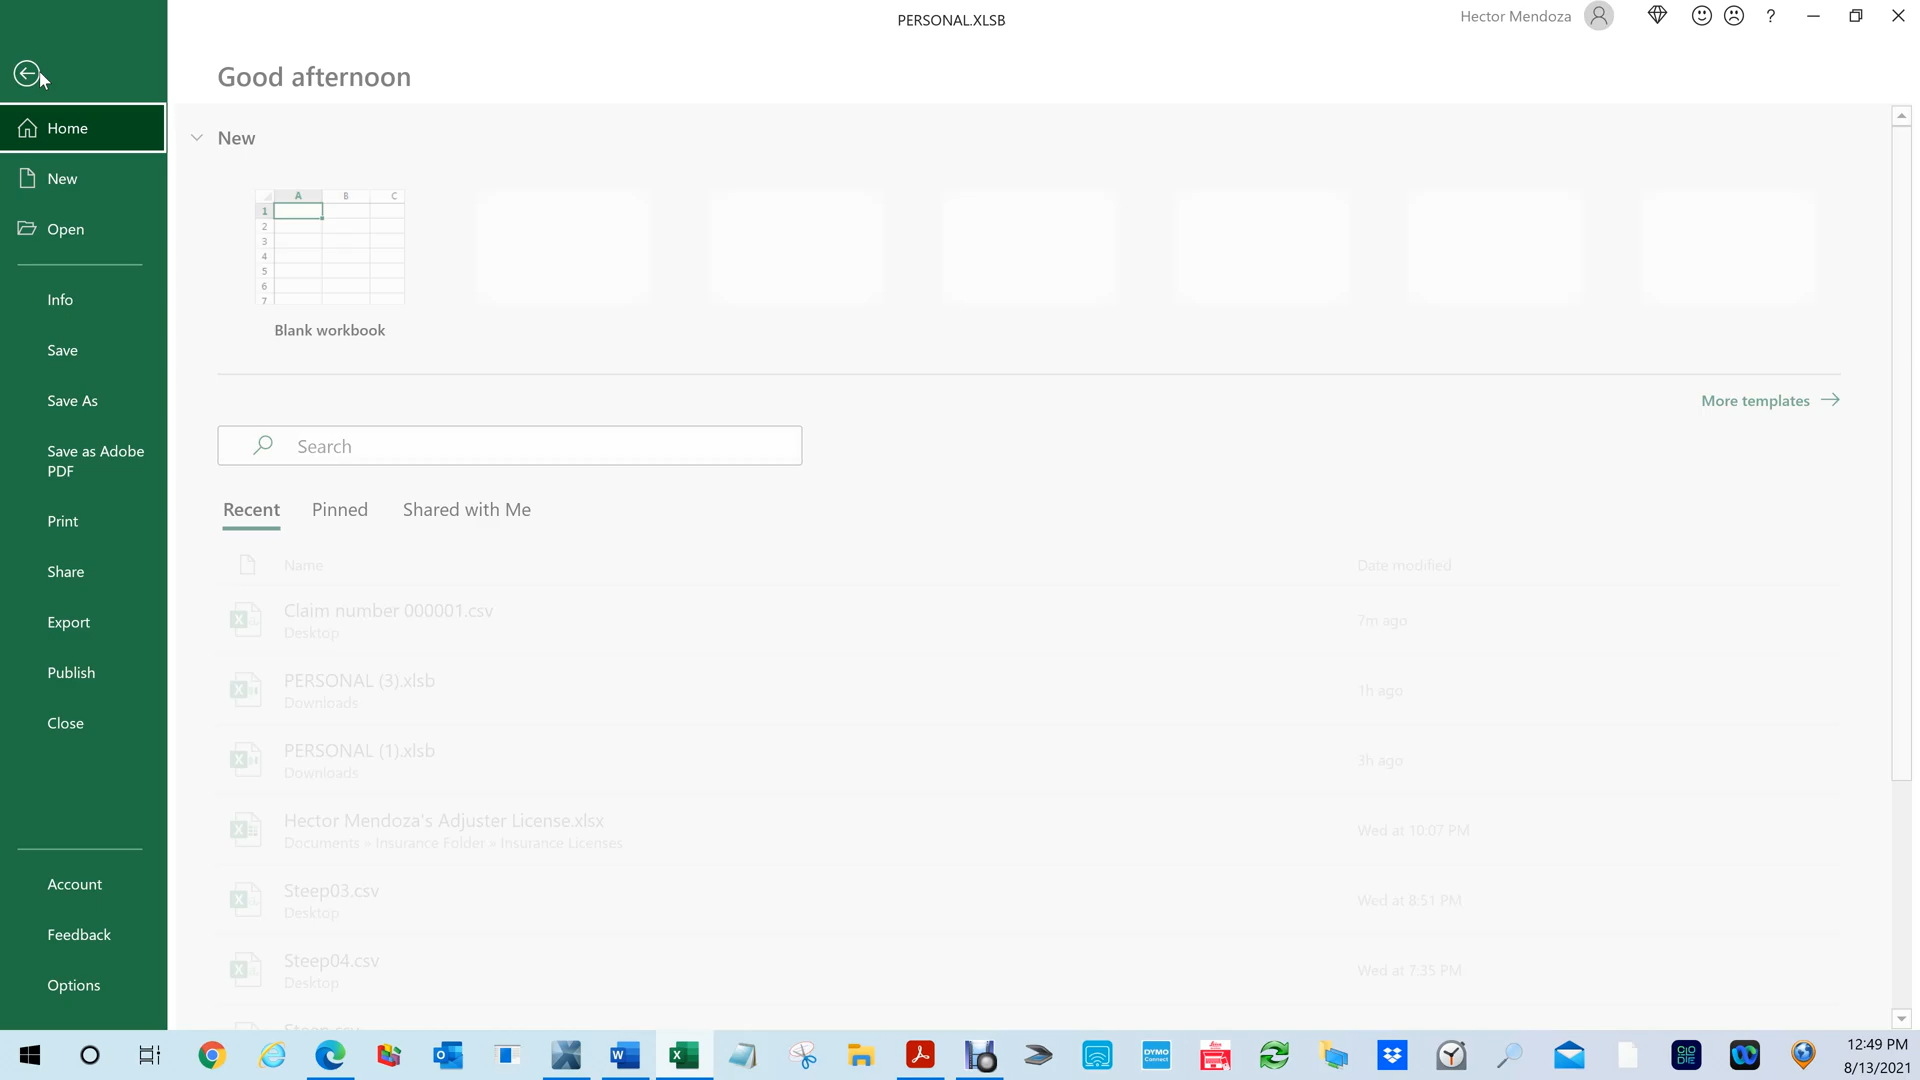 PERSONAL.XLSB
Hector Mendoza
?
Good afternoon
Home
New
Open
Info
Save
Save As
Save as Adobe
PDF
Print
Share
Export
Publish
Close
Account
Feedback
Options
New
A B C
1
2
3
4
5
6
7
Blank workbook
More templates
Search
Recent Pinned Shared with Me
Name Date modified
Claim number 000001.csv
Desktop
7m ago
PERSONAL (3).xlsb
Downloads
1h ago
PERSONAL (1).xlsb
Downloads
3h ago
Hector Mendoza's Adjuster License.xlsx
Documents » Insurance Folder » Insurance Licenses
Wed at 10:07 PM
Steep03.csv
Desktop
Wed at 8:51 PM
Steep04.csv
Desktop
Wed at 7:35 PM
Steep.csv
DYMO
Connect
12:49 PM
8/13/2021